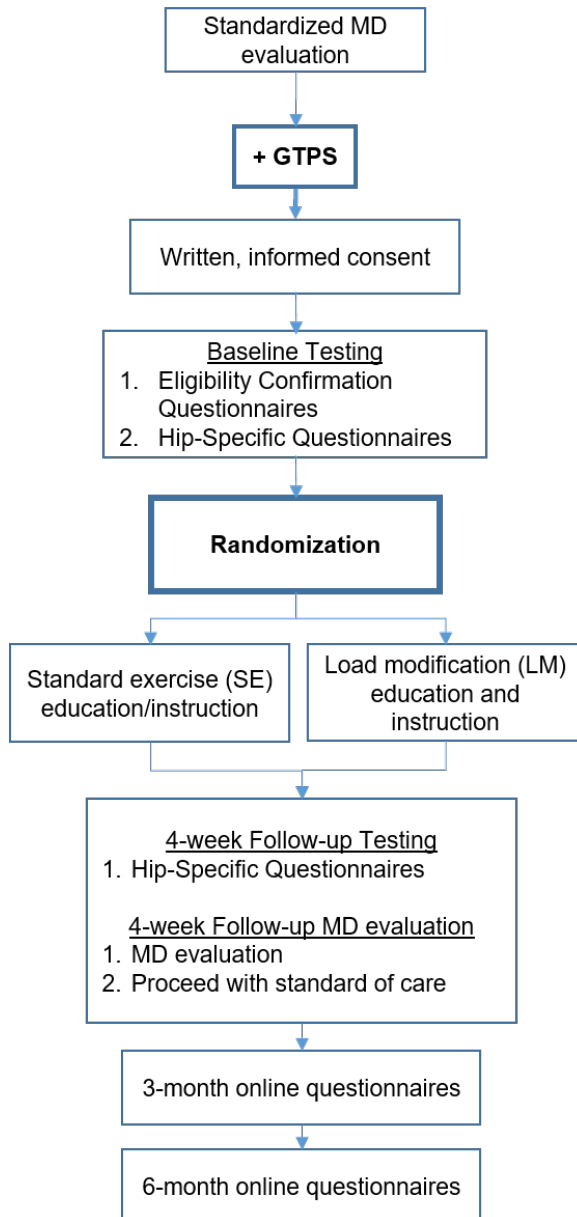 Standardized MD
evaluation
+ GTPS
Written, informed consent
Baseline Testing
1. Eligibility Confirmation
Questionnaires
2. Hip-Specific Questionnaires
Randomization
Standard exercise (SE)
education/instruction
Load modification (LM)
education and
instruction
4-week Follow-up Testing
1. Hip-Specific Questionnaires
4-week Follow-up MD evaluation
1. MD evaluation
2. Proceed with standard of care
3-month online questionnaires
6-month online questionnaires